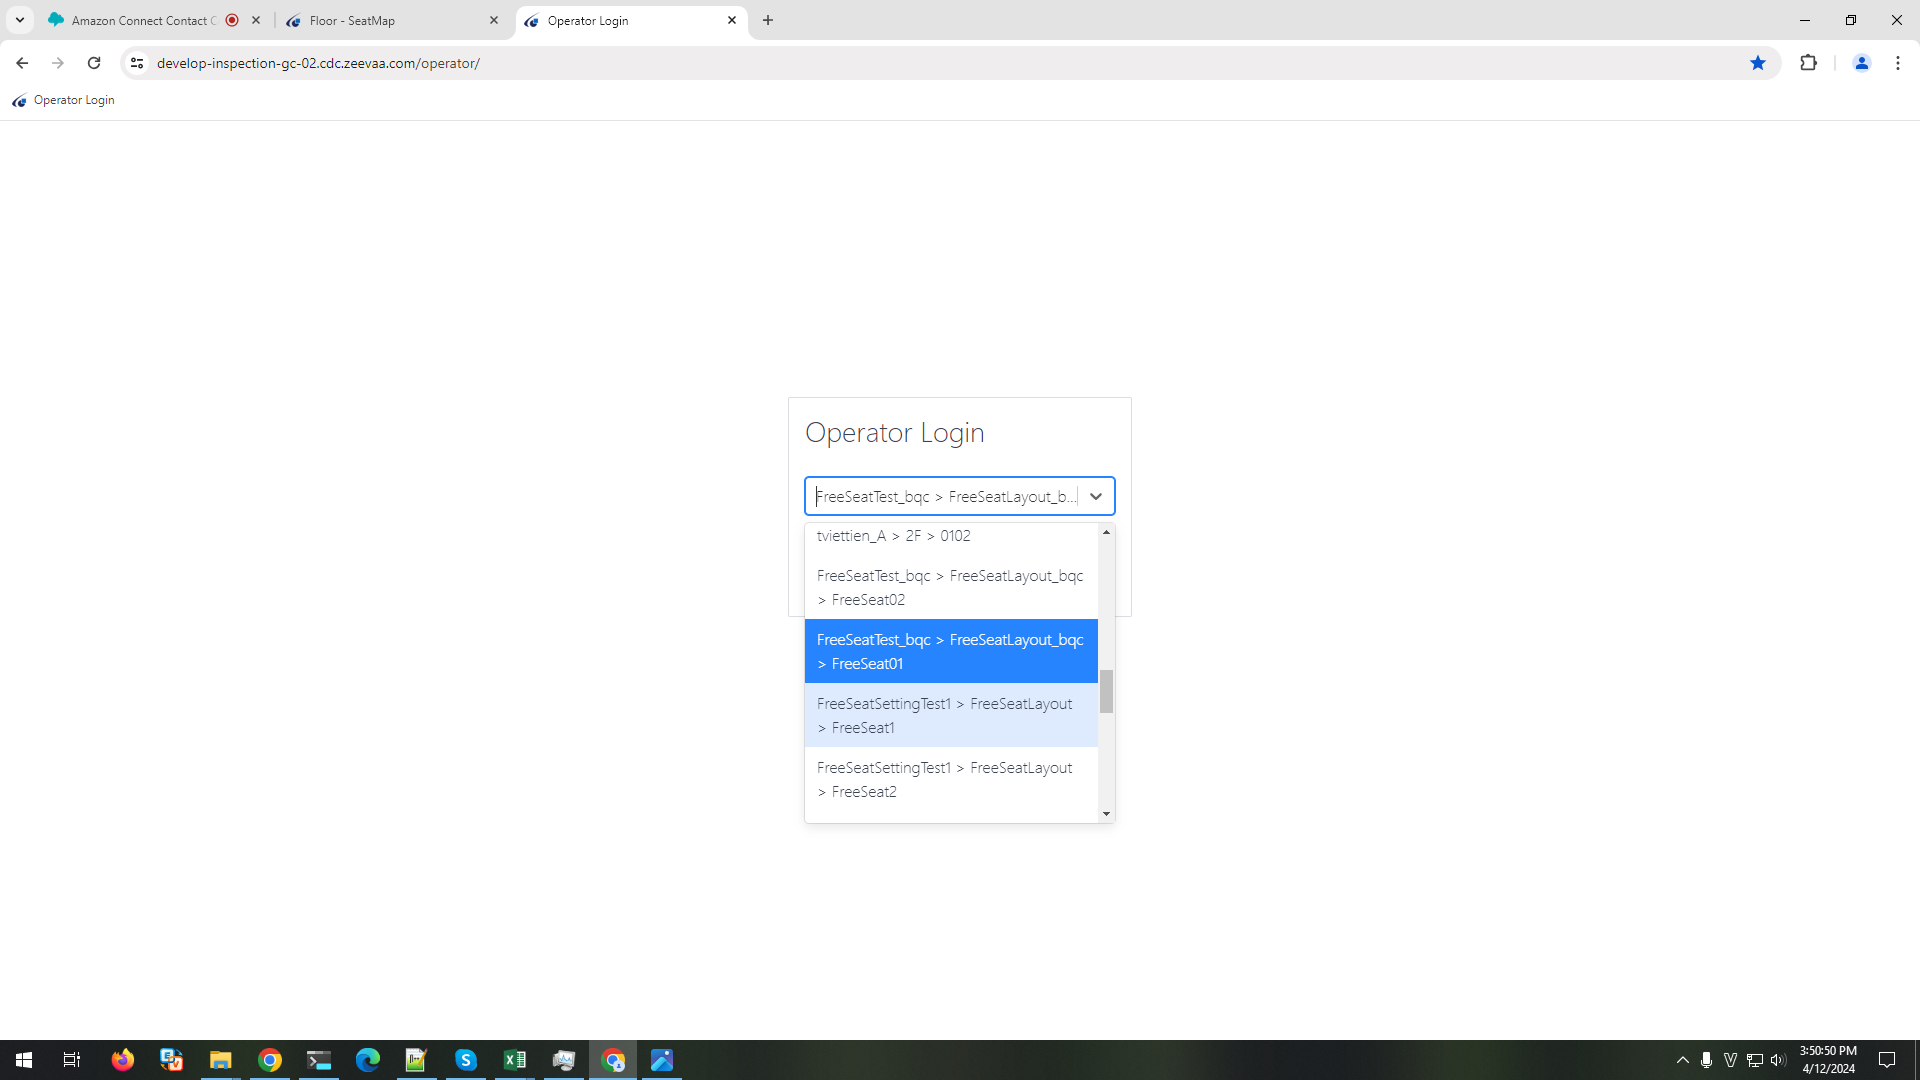 Amazon Connect Contact C
Floor - SeatMap
Operator Login
develop-inspection-gc-02.cdc.zeevaa.com/operator/
Operator Login
Operator Login
FreeSeatTest_bqc > FreeSeatLayout_b...
tviettien_A > 2F > 0102
FreeSeatTest_bqc > FreeSeatLayout_bqc
> FreeSeat02
FreeSeatTest_bqc > FreeSeatLayout_bqc
> FreeSeat01
FreeSeatSettingTest1 > FreeSeatLayout
> FreeSeat1
FreeSeatSettingTest1 > FreeSeatLayout
> FreeSeat2
3:50:50 PM
4/12/2024